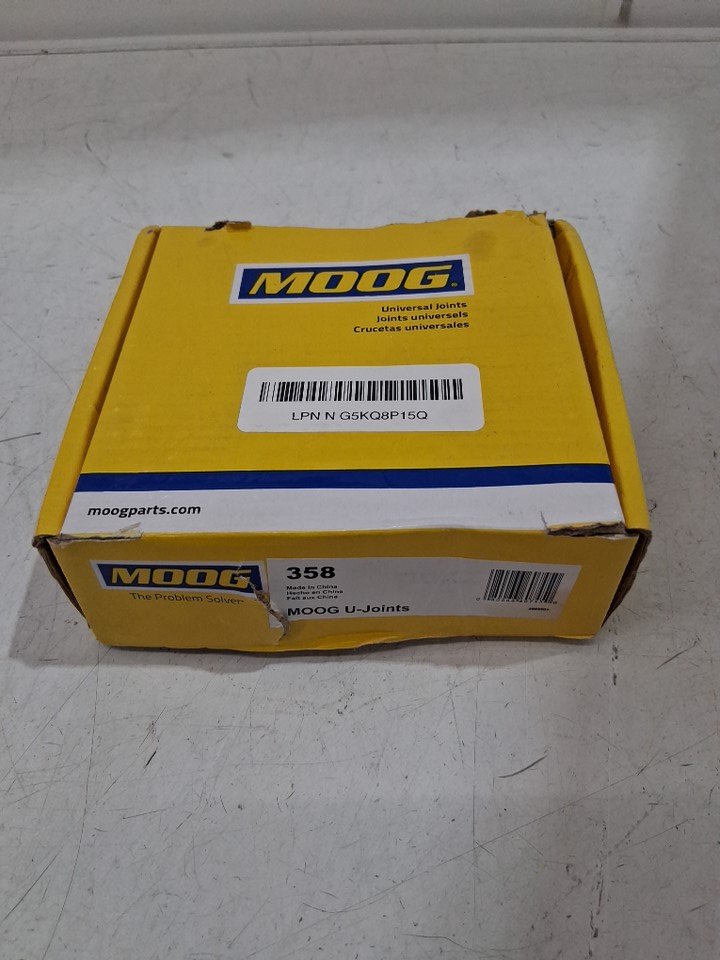 MOOG
Universal Joints
Joints universels
Crucetas universales
LPN N G5KQ8P15Q
moogparts.com
MOOG
The Problem Solver
358
Made In China
Hecho en China
Fait aux Chine
MOOG U-Joints